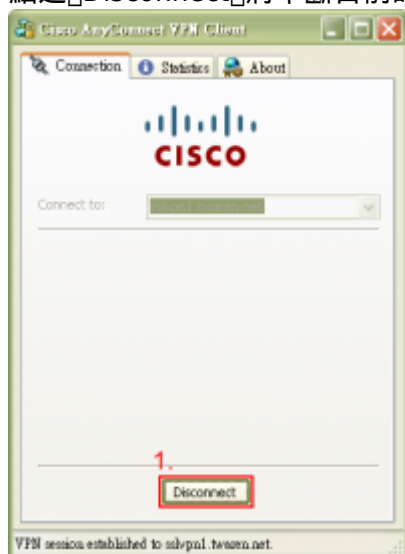 Cisco AnyConnect VPN Client
Connection
Statistics
About
CISCO
Connect to:
1.
Disconnect
VPN session established to sslvpn1.twaren.net.